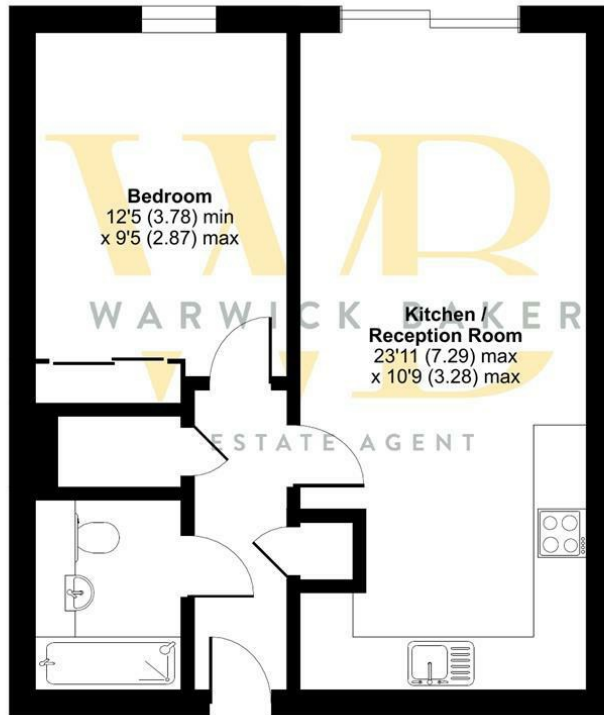 Bedroom
12'5 (3.78) min
x 9'5 (2.87) max
WB
WARWICK BAKER
Kitchen /
Reception Room
23'11 (7.29) max
x 10'9 (3.28) max
ESTATE AGENT